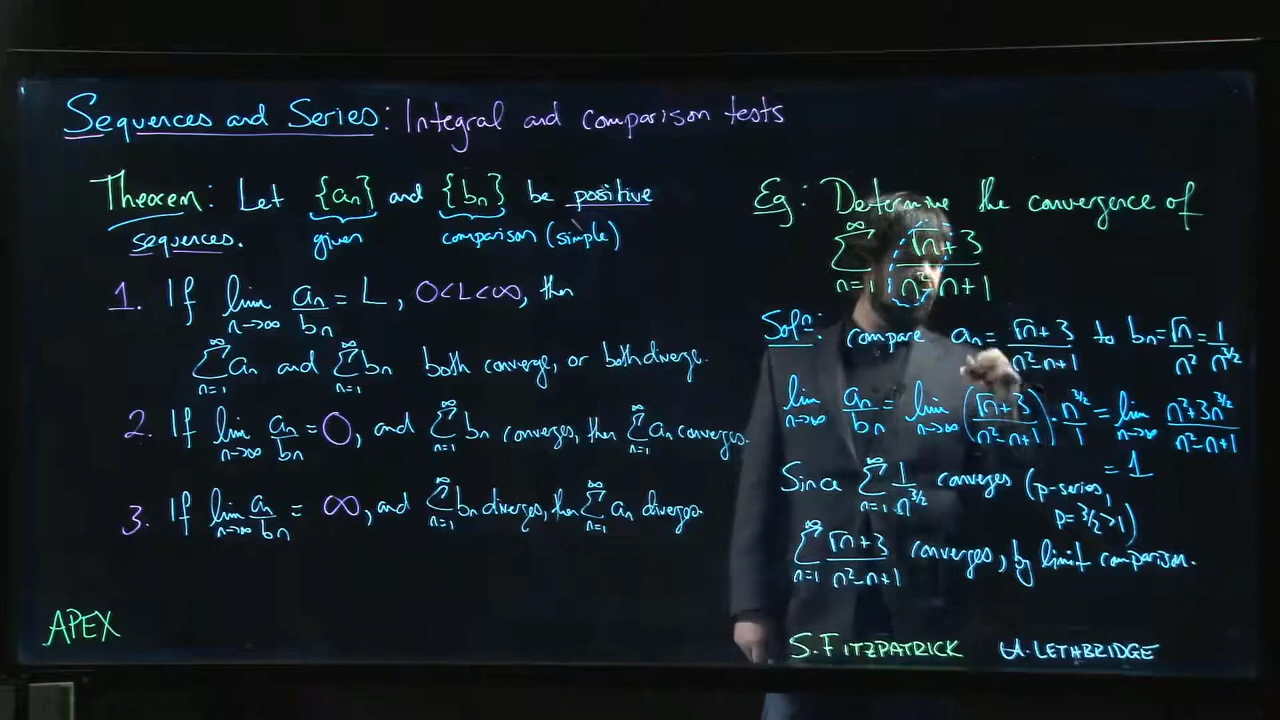 Sequences and Series: Integral and comparison tests
Theorem: Let {an} and {bn} be positive
given comparison (simple)
sequences.
1. If lim n→∞ an/bn = L, 0<L<∞, then
∞ Σ n=1 an and ∞ Σ n=1 bn both converge, or both diverge.
2. If lim n→∞ an/bn = 0, and ∞ Σ n=1 bn converges, then ∞ Σ n=1 an converges.
3. If lim n→∞ an/bn = ∞, and ∞ Σ n=1 bn diverges, then ∞ Σ n=1 an diverges
APEX
Eg: Determine the convergence of
∞ Σ n=1 (√n+3)/(n²-n+1)
Solⁿ: compare an = (√n+3)/(n²-n+1) to bn = √n/n² = 1/n^3/2
lim n→∞ an/bn = lim n→∞ ((√n+3)/(n²-n+1)) · n^3/2/1 = lim n→∞ (n²+3n^3/2)/(n²-n+1)
= 1
Since ∞ Σ n=1 1/n^3/2 converges (p-series,
p=3/2>1)
∞ Σ n=1 (√n+3)/(n²-n+1) converges, by limit comparison.
S. FITZPATRICK U. LETHBRIDGE